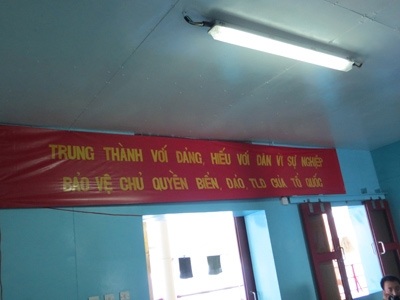 TRUNG THÀNH VỚI ĐẢNG, HIẾU VỚI DÂN VÌ SỰ NGHIỆP
BẢO VỆ CHỦ QUYỀN BIỂN, ĐẢO TLĐ CỦA TỔ QUỐC